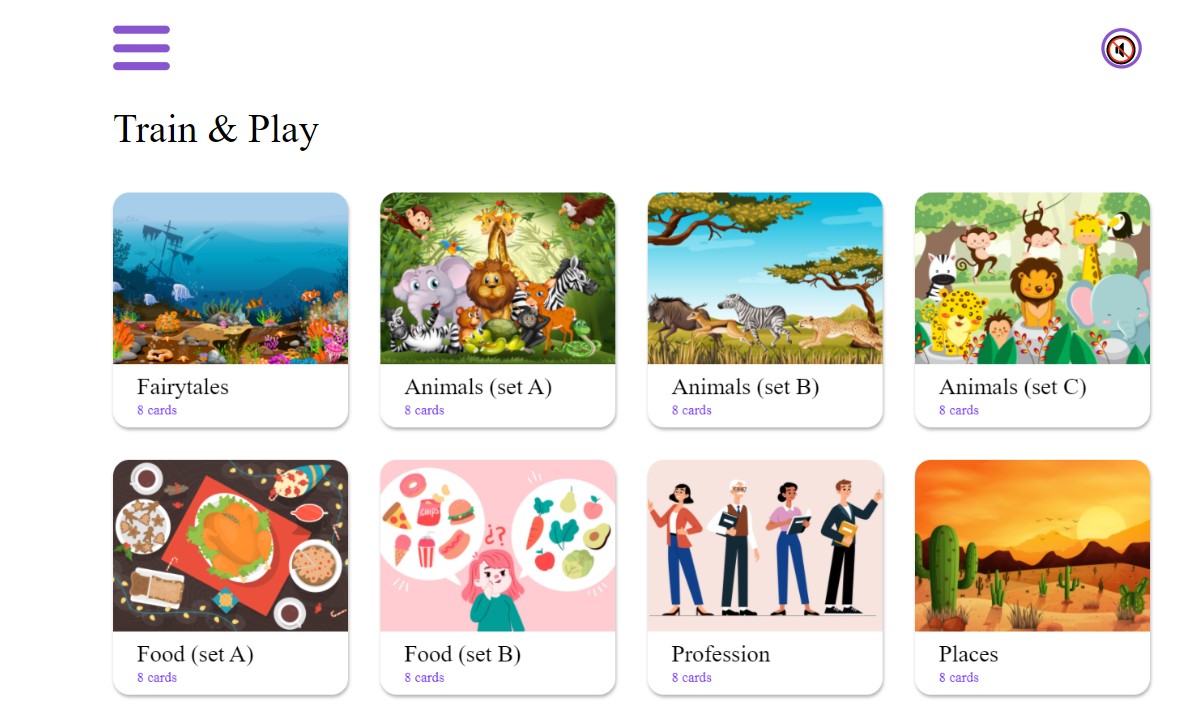 Train & Play
Fairytales
8 cards
Animals (set A)
8 cards
Animals (set B)
8 cards
Animals (set C)
8 cards
CHIPS
¿?
Food (set A)
8 cards
Food (set B)
8 cards
Profession
8 cards
Places
8 cards